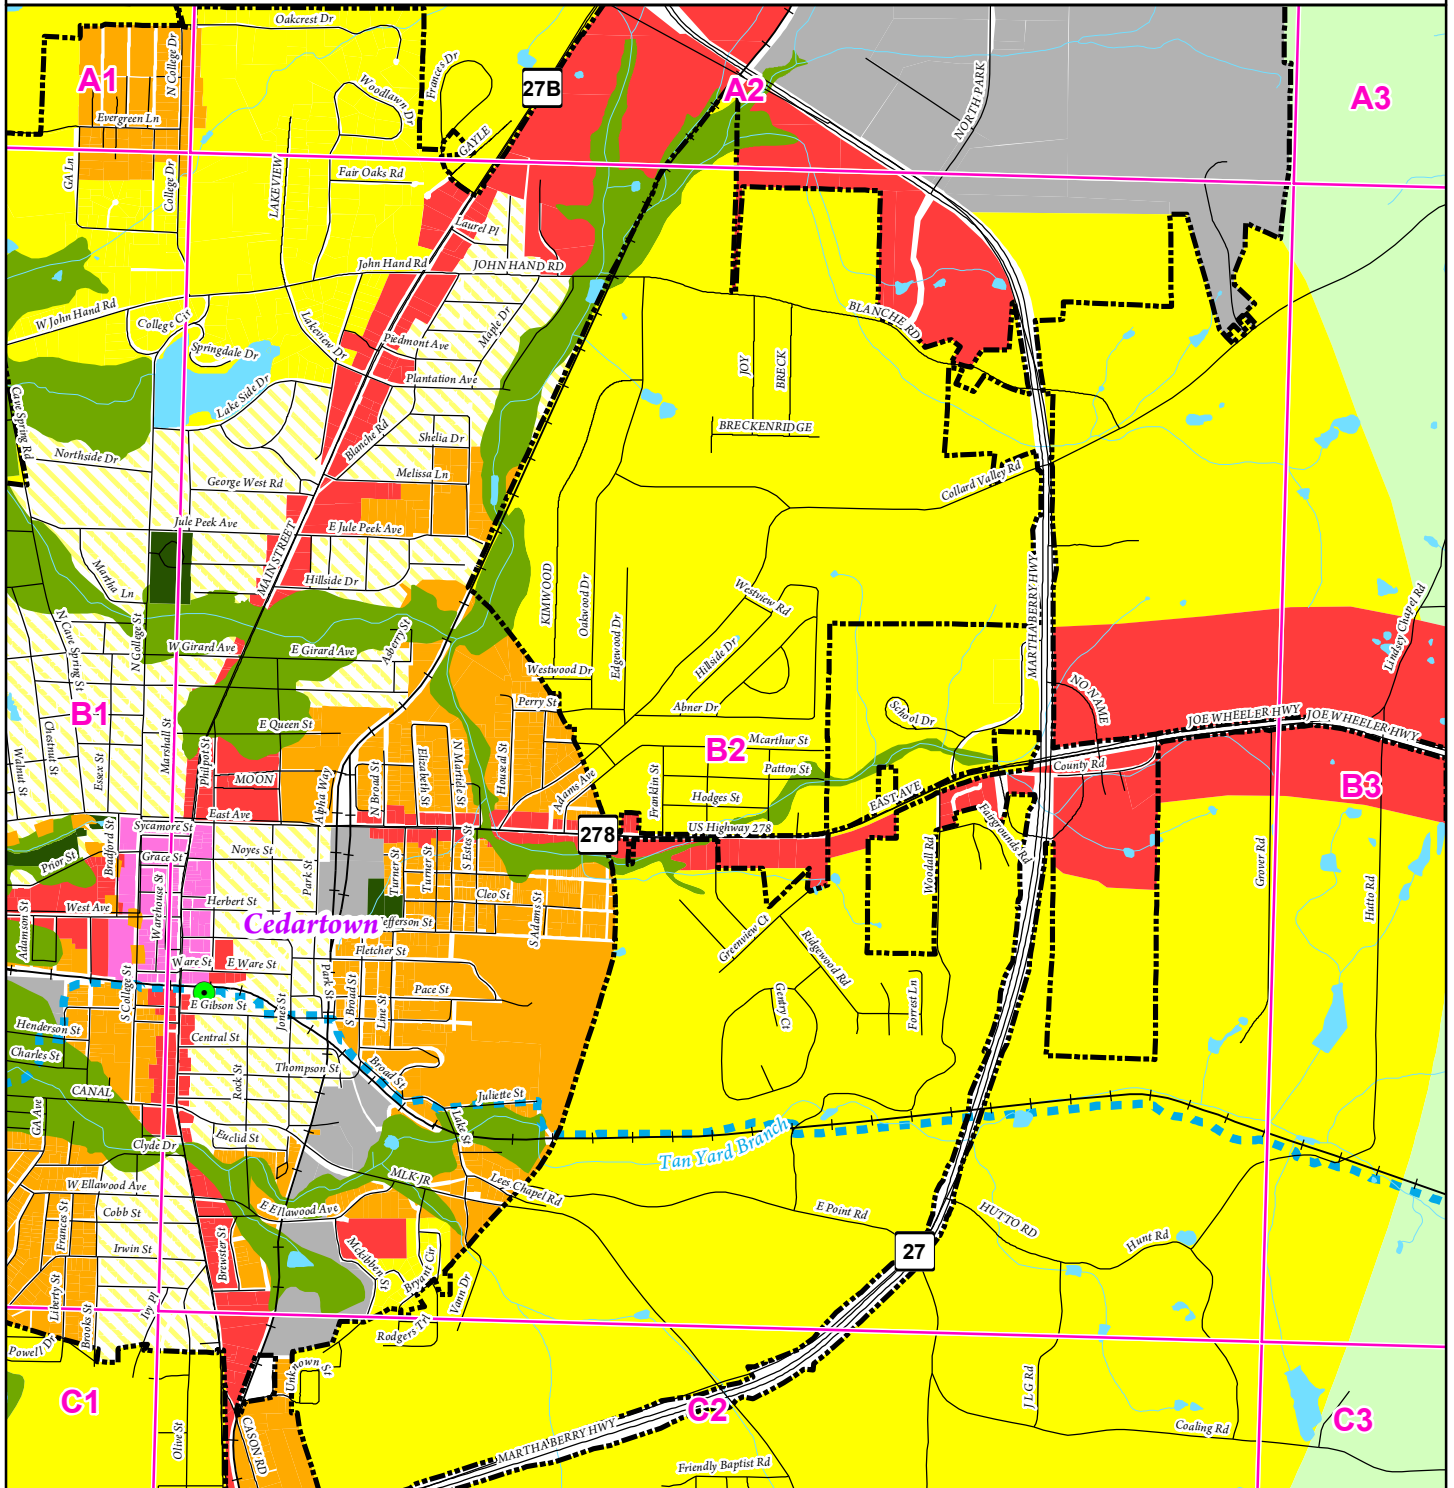 Oakcrest Dr
N College Dr
A1
Evergreen Ln
GA Ln
College Dr
LAKEVIEW
Woodlawn Dr
Frances Dr
GAYLE
27B
A2
NORTH PARK
A3
Fair Oaks Rd
Laurel Pl
John Hand Rd
JOHN HAND RD
W John Hand Rd
College Cir
Springdale Dr
Lakeview Dr
Lake Side Dr
Piedmont Ave
Maple Dr
Plantation Ave
BLANCHE RD
JOY
BRECK
BRECKENRIDGE
Cave Spring Rd
Northside Dr
George West Rd
Blanche Rd
Shelia Dr
Melissa Ln
Collard Valley Rd
Jule Peek Ave
E Jule Peek Ave
MAIN STREET
Martha Ln
Hillside Dr
KIMWOOD
Oakwood Dr
Edgewood Dr
Westview Rd
Hillside Dr
MARTHA BERRY HWY
Lindsey Chapel Rd
N Cave Spring St
N College St
W Girard Ave
E Girard Ave
Asberry St
Westwood Dr
Perry St
Abner Dr
School Dr
NO NAME
JOE WHEELER HWY
JOE WHEELER HWY
B1
E Queen St
Marshall St
Philpot St
MOON
Chestnut St
Walnut St
Essex St
Alpha Way
N Broad St
Elizabeth St
N Martele St
Houseal St
Adams Ave
B2
Mcarthur St
Patton St
Franklin St
Hodges St
US Highway 278
EAST AVE
County Rd
B3
East Ave
278
Sycamore St
Bradford St
Grace St
Warehouse St
Noyes St
Park St
Turner St
Turner St
S Estes St
Prior St
Fairgrounds Rd
Woodall Rd
Grover Rd
Hutto Rd
West Ave
Herbert St
Cleo St
Adamson St
Cedartown
Jefferson St
S Adams St
Fletcher St
Greenview Ct
Ridgewood Rd
Ware St
E Ware St
S College St
E Gibson St
Jones St
Park St
S Broad St
Line St
Pace St
Gentry Ct
Forrest Ln
Henderson St
Charles St
Central St
Thompson St
Broad St
CANAL
Rock St
Juliette St
GA Ave
Clyde Dr
Euclid St
Lake St
Tan Yard Branch
MLK JR
Lees Chapel Rd
W Ellawood Ave
E Ellawood Ave
Cobb St
Frances St
Irwin St
Brewster St
Mckibben St
Bryant Cir
Vann Dr
E Point Rd
27
HUTTO RD
Hunt Rd
Liberty St
Brooks St
Ivy Pl
Rodgers Trl
Powell Dr
Unknown St
C1
Olive St
CASON RD
MARTHA BERRY HWY
C2
Friendly Baptist Rd
J L G Rd
Coaling Rd
C3